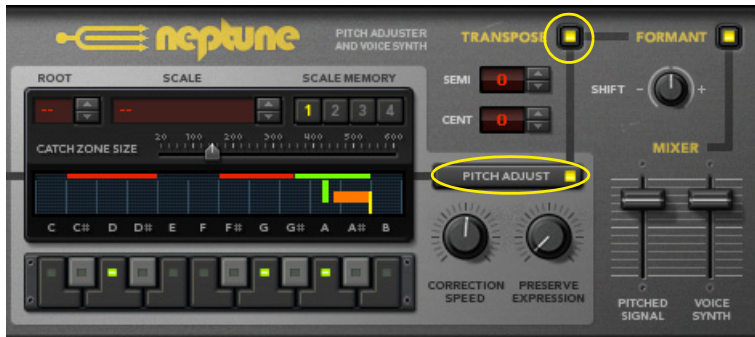 neptune
PITCH ADJUSTER
AND VOICE SYNTH
TRANSPOSE
FORMANT
ROOT
SCALE
SCALE MEMORY
--
--
1 2 3 4
SEMI 0
SHIFT - +
CENT 0
CATCH ZONE SIZE
20 100 200 300 400 500 600
MIXER
PITCH ADJUST
C C# D D# E F F# G G# A A# B
CORRECTION
SPEED
PRESERVE
EXPRESSION
PITCHED
SIGNAL
VOICE
SYNTH